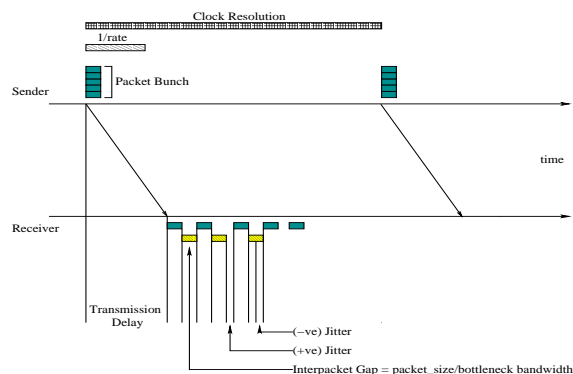 Clock Resolution
1/rate
Packet Bunch
Sender
time
Receiver
Transmission
Delay
(−ve) Jitter
(+ve) Jitter
Interpacket Gap = packet_size/bottleneck bandwidth